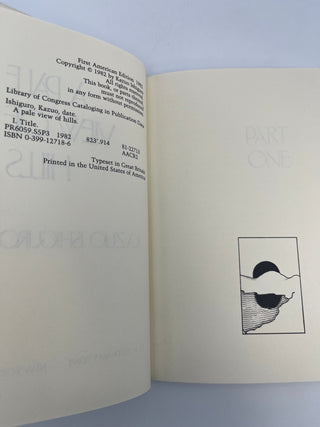 First American Edition, 1982
Copyright © 1982 by Kazuo Ishiguro
All rights reserved.
This book, or parts thereof,
must not be reproduced
in any form without permission.
Library of Congress Cataloging in Publication Data
Ishiguro, Kazuo, date.
A pale view of hills.
I. Title.
PR6059.S5P3 1982 823'.914 81-22713
ISBN 0-399-12718-6 AACR2
Typeset in Great Britain
Printed in the United States of America
PART
ONE